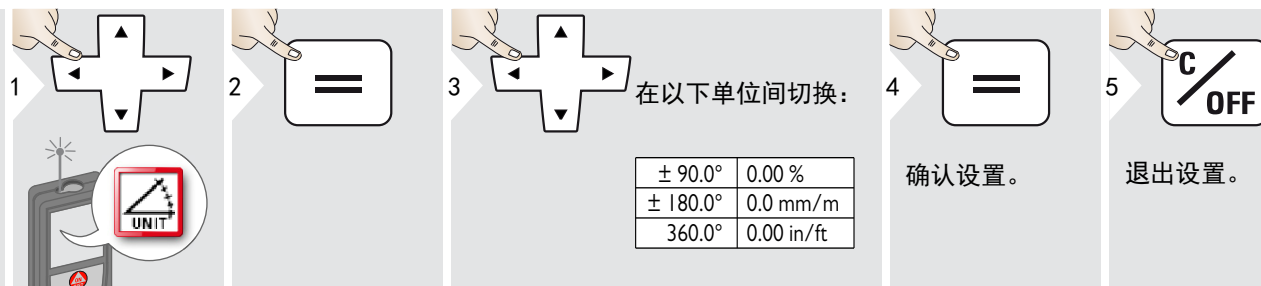 1
UNIT
2
3
在以下单位间切换：
± 90.0° 0.00 %
± 180.0° 0.0 mm/m
360.0° 0.00 in/ft
4
确认设置。
5
C/OFF
退出设置。